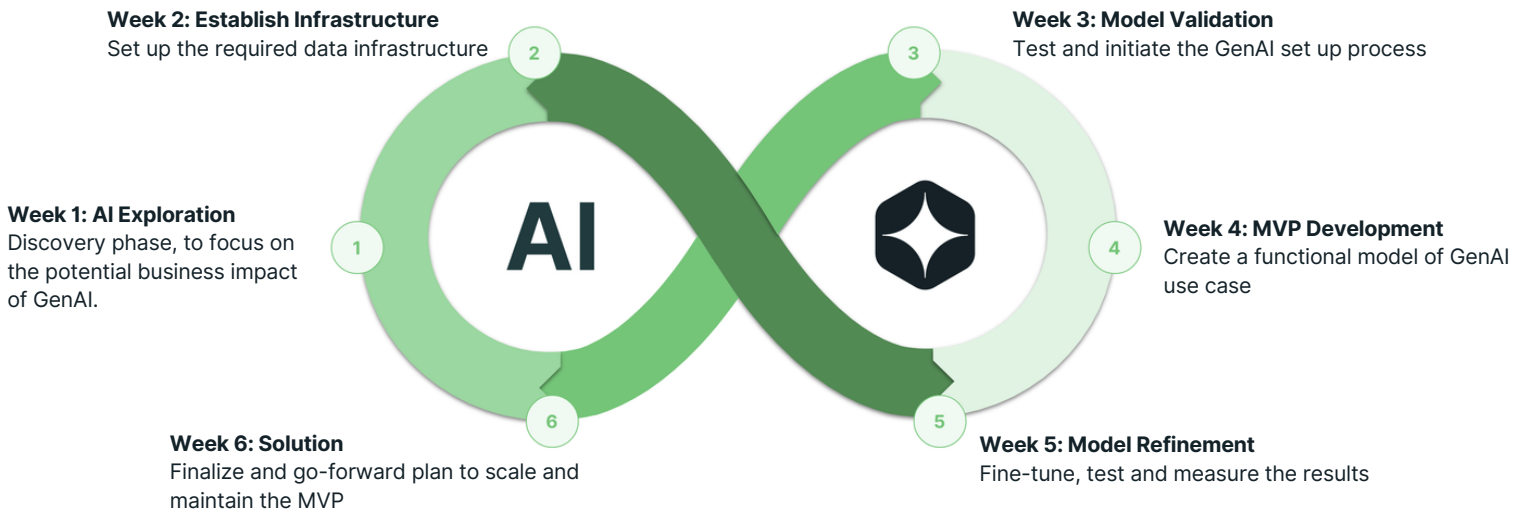 Week 1: AI Exploration
Discovery phase, to focus on
the potential business impact
of GenAI.
1
Week 2: Establish Infrastructure
Set up the required data infrastructure
2
Week 3: Model Validation
Test and initiate the GenAI set up process
3
Week 4: MVP Development
Create a functional model of GenAI
use case
4
Week 5: Model Refinement
Fine-tune, test and measure the results
5
Week 6: Solution
Finalize and go-forward plan to scale and
maintain the MVP
6
AI